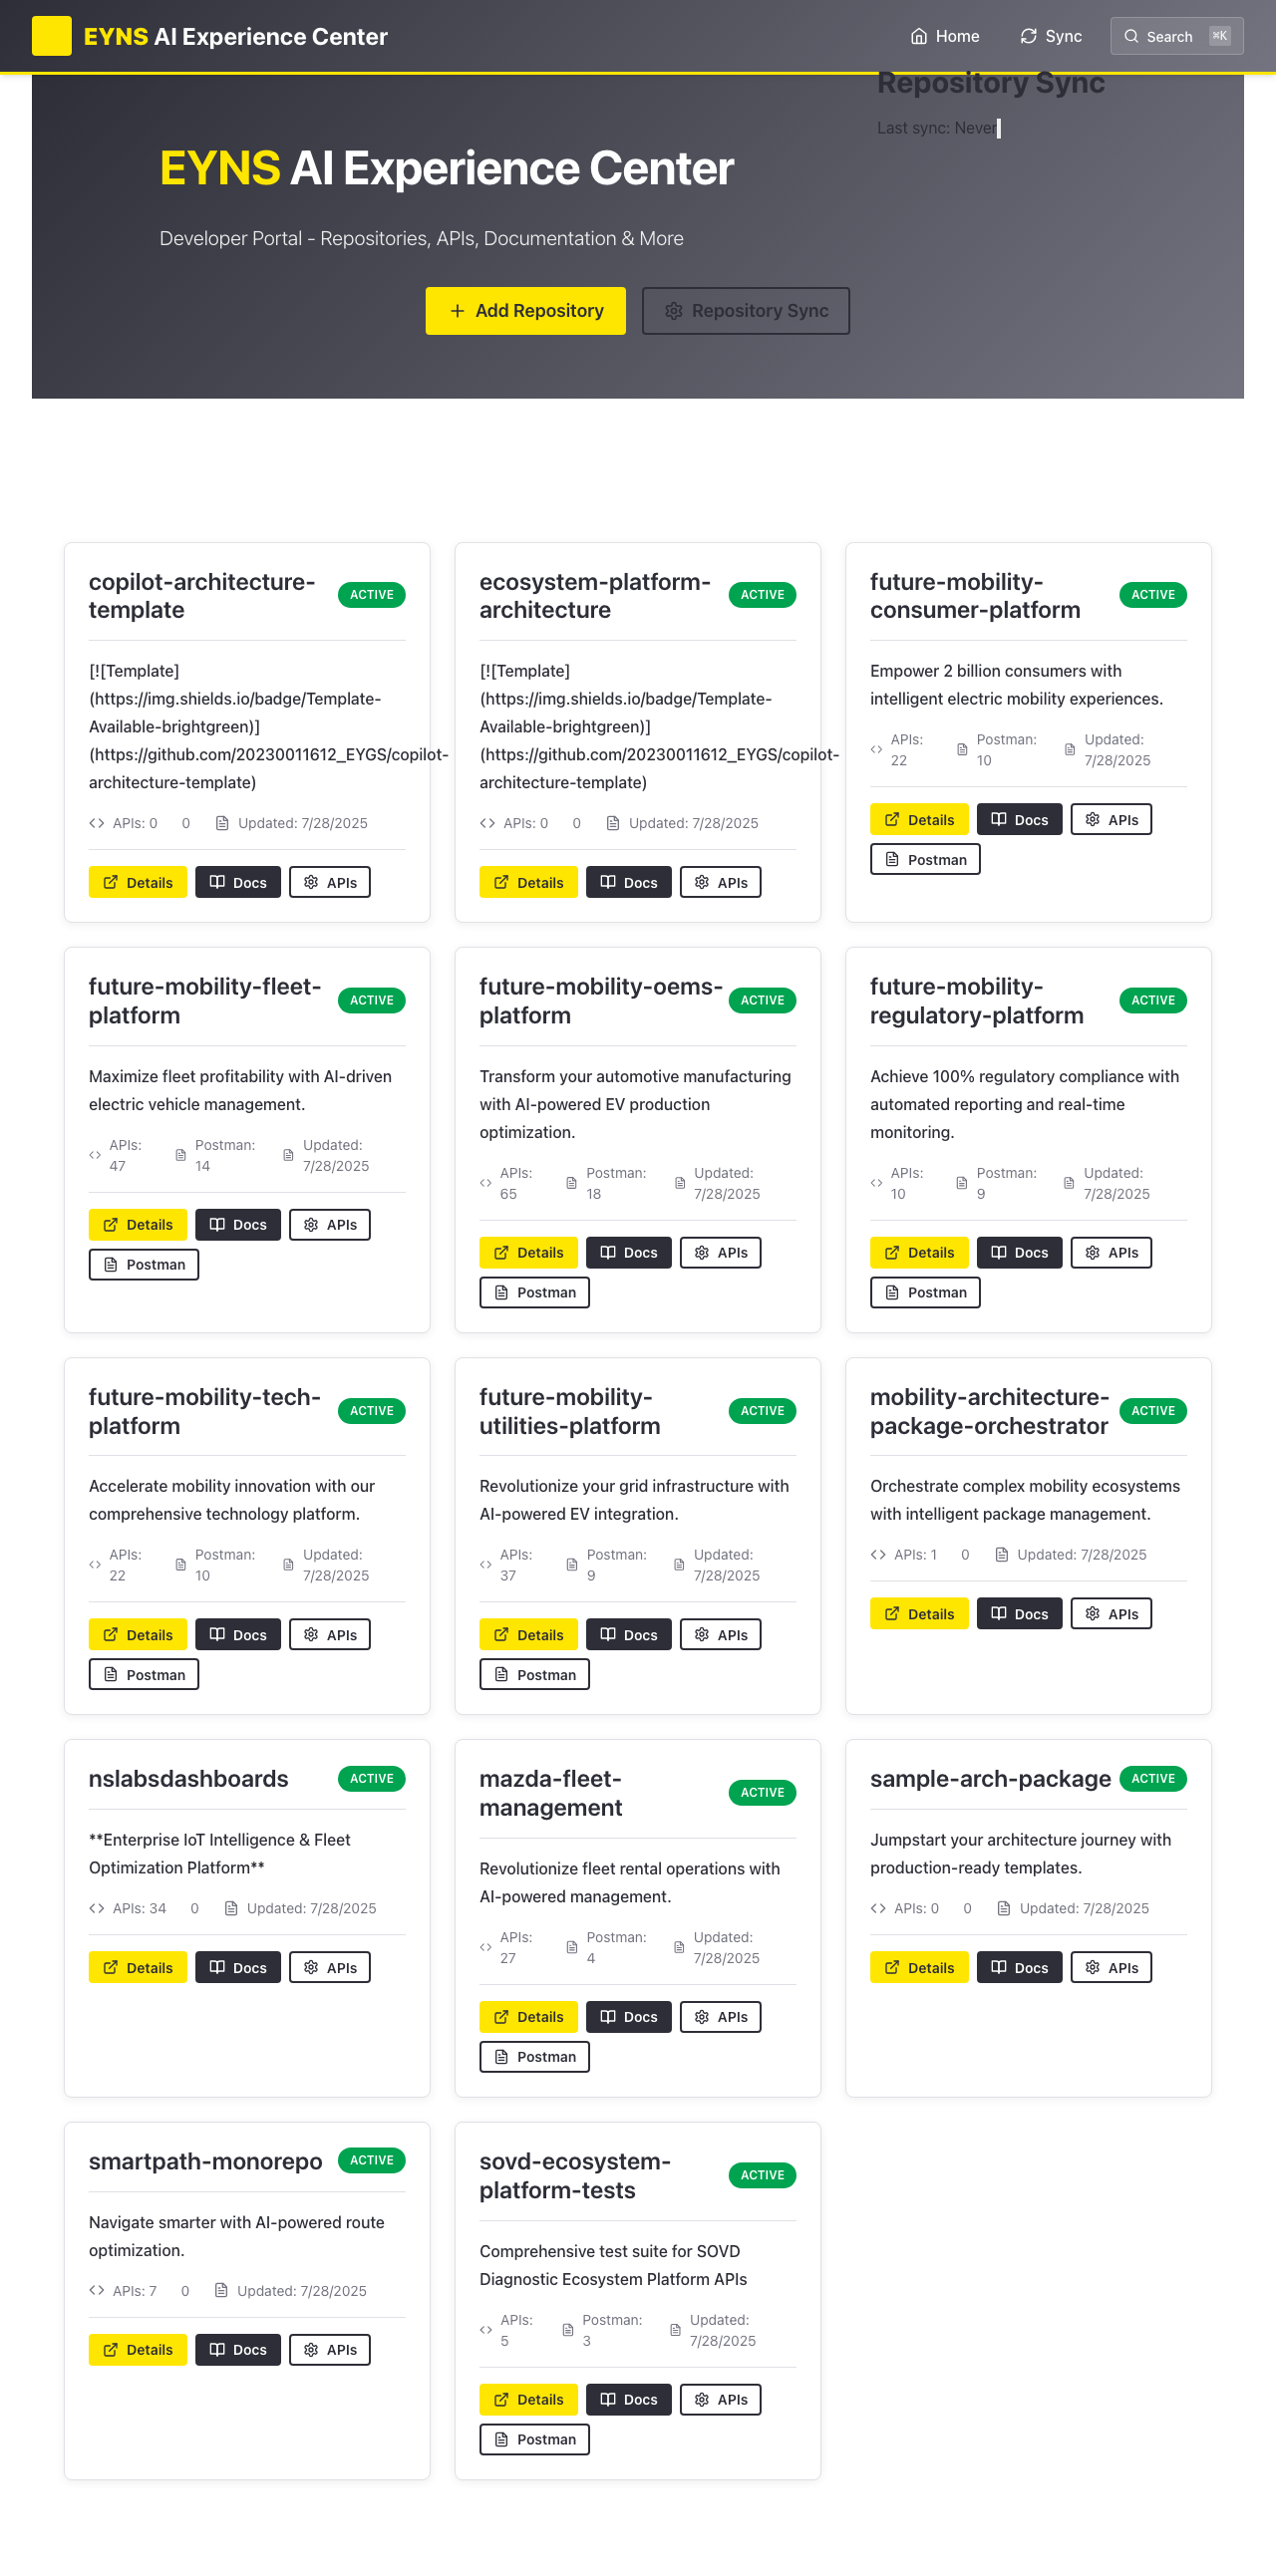 EYNS AI Experience Center
Home
Sync
Search
⌘K
Repository Sync
Last sync: Never
EYNS AI Experience Center
Developer Portal - Repositories, APIs, Documentation & More
Add Repository
Repository Sync
copilot-architecture-
template
ACTIVE
[![Template]
(https://img.shields.io/badge/Template-
Available-brightgreen)]
(https://github.com/20230011612_EYGS/copilot-
architecture-template)
APIs: 0
0
Updated: 7/28/2025
Details
Docs
APIs
ecosystem-platform-
architecture
ACTIVE
[![Template]
(https://img.shields.io/badge/Template-
Available-brightgreen)]
(https://github.com/20230011612_EYGS/copilot-
architecture-template)
APIs: 0
0
Updated: 7/28/2025
Details
Docs
APIs
future-mobility-
consumer-platform
ACTIVE
Empower 2 billion consumers with
intelligent electric mobility experiences.
APIs:
22
Postman:
10
Updated:
7/28/2025
Details
Docs
APIs
Postman
future-mobility-fleet-
platform
ACTIVE
Maximize fleet profitability with AI-driven
electric vehicle management.
APIs:
47
Postman:
14
Updated:
7/28/2025
Details
Docs
APIs
Postman
future-mobility-oems-
platform
ACTIVE
Transform your automotive manufacturing
with AI-powered EV production
optimization.
APIs:
65
Postman:
18
Updated:
7/28/2025
Details
Docs
APIs
Postman
future-mobility-
regulatory-platform
ACTIVE
Achieve 100% regulatory compliance with
automated reporting and real-time
monitoring.
APIs:
10
Postman:
9
Updated:
7/28/2025
Details
Docs
APIs
Postman
future-mobility-tech-
platform
ACTIVE
Accelerate mobility innovation with our
comprehensive technology platform.
APIs:
22
Postman:
10
Updated:
7/28/2025
Details
Docs
APIs
Postman
future-mobility-
utilities-platform
ACTIVE
Revolutionize your grid infrastructure with
AI-powered EV integration.
APIs:
37
Postman:
9
Updated:
7/28/2025
Details
Docs
APIs
Postman
mobility-architecture-
package-orchestrator
ACTIVE
Orchestrate complex mobility ecosystems
with intelligent package management.
APIs: 1
0
Updated: 7/28/2025
Details
Docs
APIs
nslabsdashboards
ACTIVE
**Enterprise IoT Intelligence & Fleet
Optimization Platform**
APIs: 34
0
Updated: 7/28/2025
Details
Docs
APIs
mazda-fleet-
management
ACTIVE
Revolutionize fleet rental operations with
AI-powered management.
APIs:
27
Postman:
4
Updated:
7/28/2025
Details
Docs
APIs
Postman
sample-arch-package
ACTIVE
Jumpstart your architecture journey with
production-ready templates.
APIs: 0
0
Updated: 7/28/2025
Details
Docs
APIs
smartpath-monorepo
ACTIVE
Navigate smarter with AI-powered route
optimization.
APIs: 7
0
Updated: 7/28/2025
Details
Docs
APIs
sovd-ecosystem-
platform-tests
ACTIVE
Comprehensive test suite for SOVD
Diagnostic Ecosystem Platform APIs
APIs:
5
Postman:
3
Updated:
7/28/2025
Details
Docs
APIs
Postman